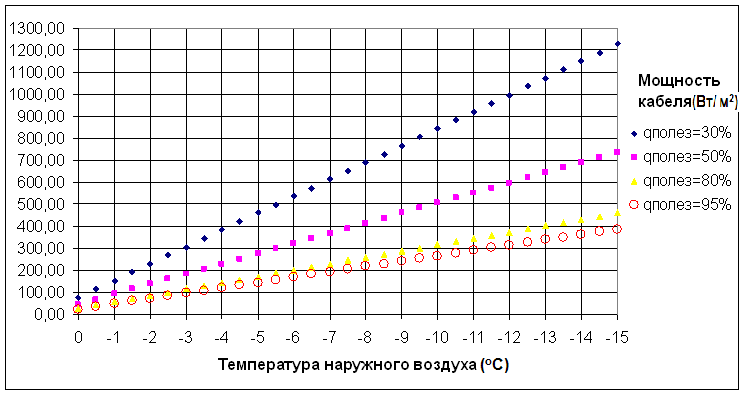 1300,00
1200,00
1100,00
1000,00
900,00
800,00
700,00
600,00
500,00
400,00
300,00
200,00
100,00
0,00
0 -1 -2 -3 -4 -5 -6 -7 -8 -9 -10 -11 -12 -13 -14 -15
Температура наружного воздуха (°С)
Мощность
кабеля(Вт/м²)
qполез=30%
qполез=50%
qполез=80%
qполез=95%